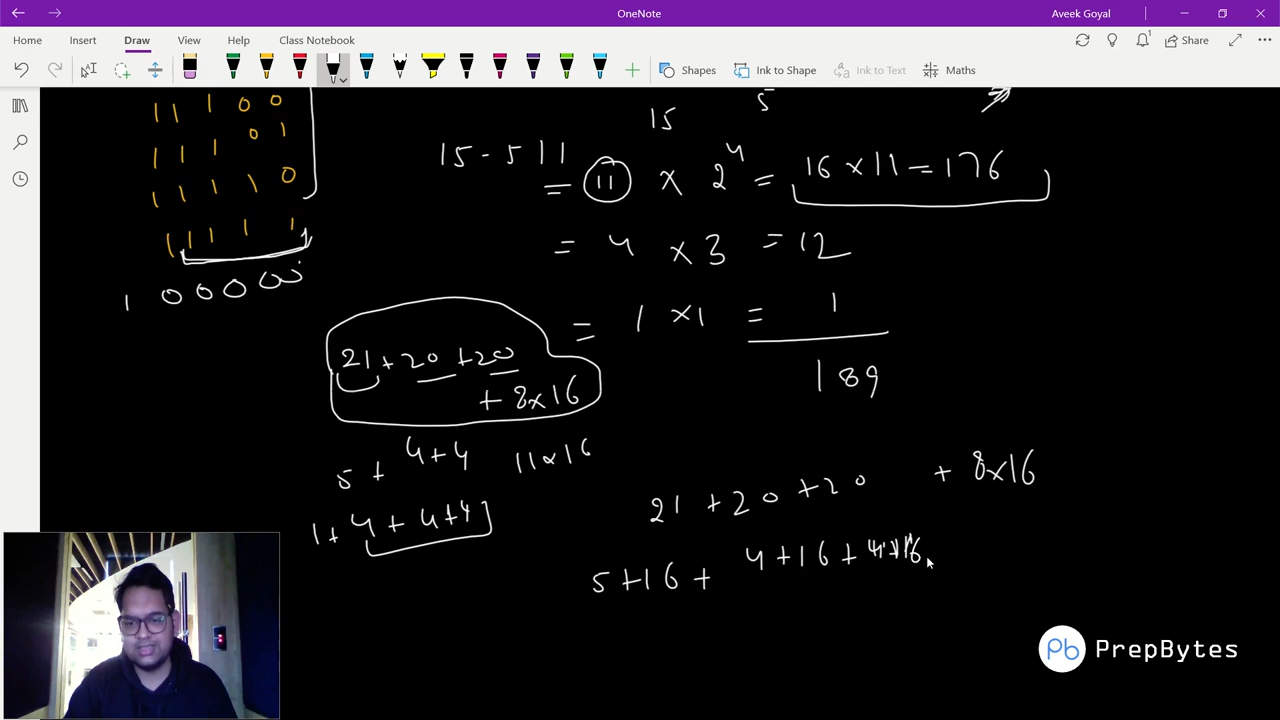 OneNote
Aveek Goyal
Home Insert Draw View Help Class Notebook
Share
Shapes Ink to Shape Ink to Text Maths
1 1 1 0 0
1 1 1 0 1
1 1 1 1 0
1 1 1 1 1
1 0 0 0 0 0
15 5
15 - 5 11
= 11 x 2^4 = 16 x 11 = 176
= 4 x 3 = 12
= 1 x 1 = 1
189
21 + 20 + 20
+ 8x16
5 + 4+4 11x16
1 + 4 + 4+4
21 + 20 + 20 + 8x16
5 + 16 + 4 + 16 + 4+16
Pb PrepBytes